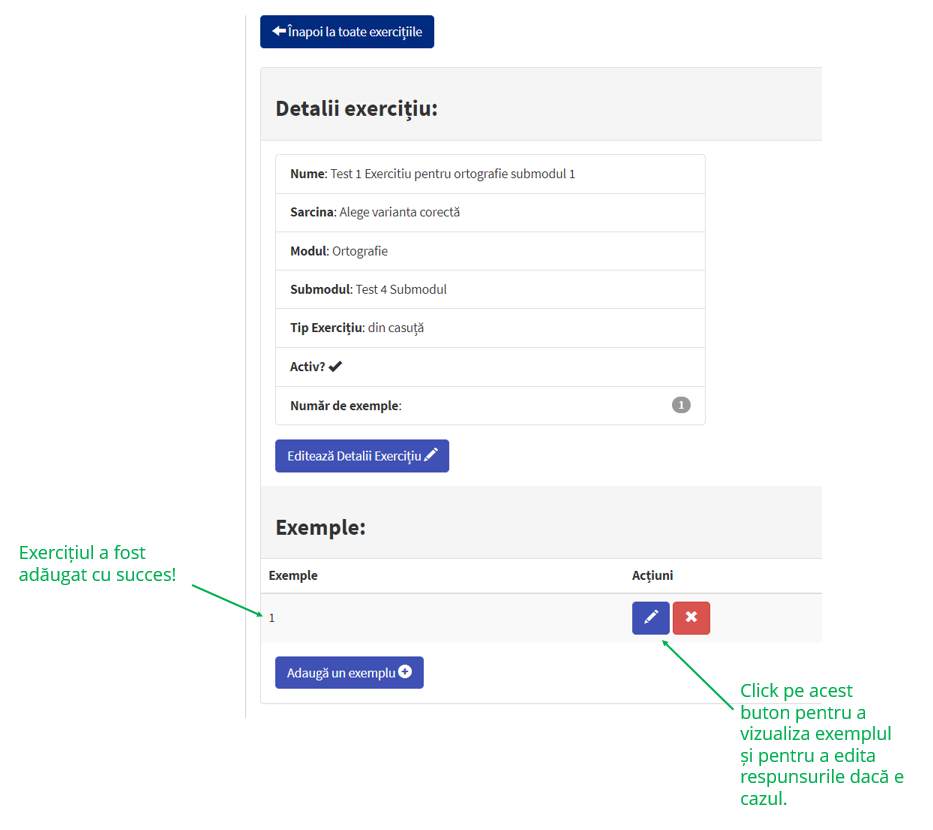 Înapoi la toate exercițiile
Detalii exercițiu:
Nume: Test 1 Exercitiu pentru ortografie submodul 1
Sarcina: Alege varianta corectă
Modul: Ortografie
Submodul: Test 4 Submodul
Tip Exercițiu: din casuță
Activ?
Număr de exemple: 1
Editează Detalii Exercițiu
Exemple:
Exemple Acțiuni
Exercițiul a fost
adăugat cu succes!
1
Adaugă un exemplu
Click pe acest
buton pentru a
vizualiza exemplul
și pentru a edita
respunsurile dacă e
cazul.